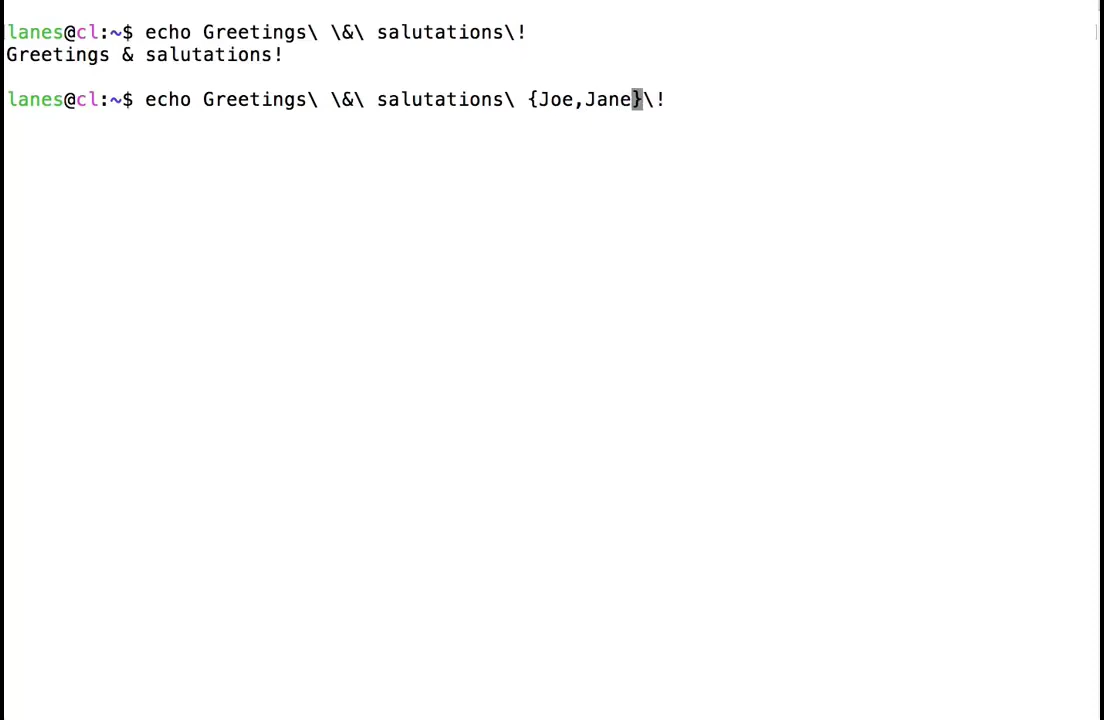 lanes@cl:~$ echo Greetings\ \&\ salutations\!
Greetings & salutations!
lanes@cl:~$ echo Greetings\ \&\ salutations\ {Joe,Jane}\!